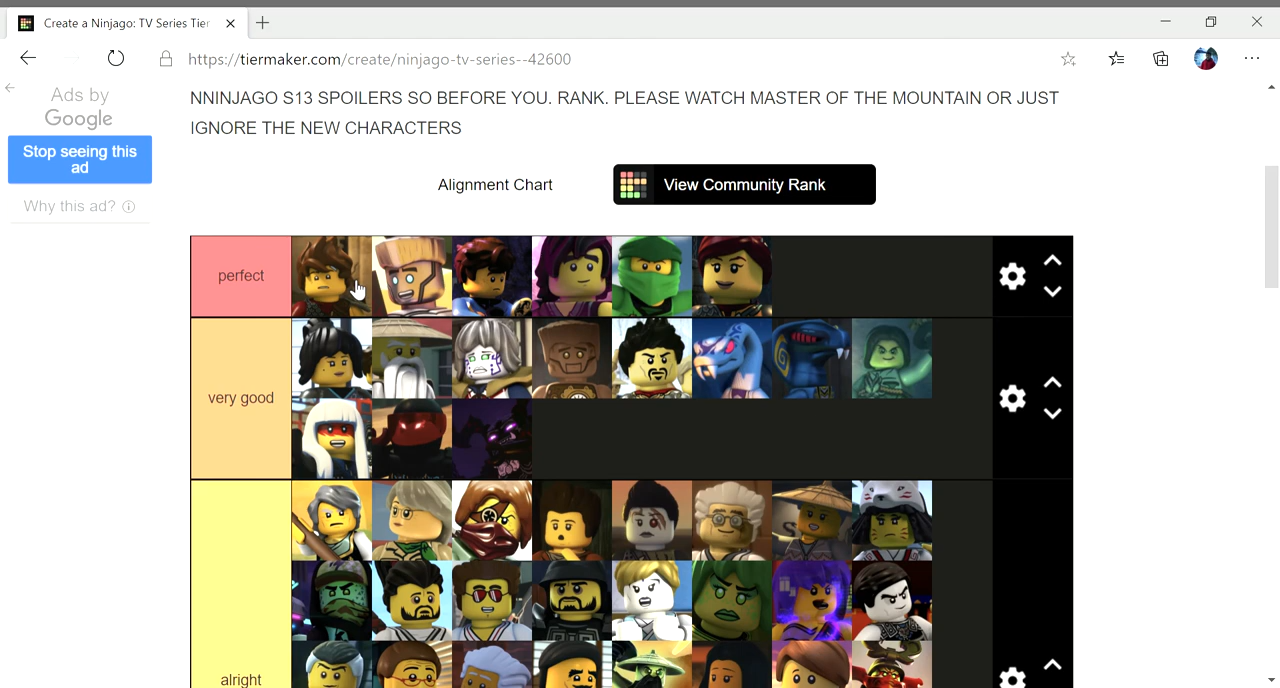 Create a Ninjago: TV Series Tier
https://tiermaker.com/create/ninjago-tv-series--42600
Ads by
Google
Stop seeing this
ad
Why this ad?
NNINJAGO S13 SPOILERS SO BEFORE YOU. RANK. PLEASE WATCH MASTER OF THE MOUNTAIN OR JUST
IGNORE THE NEW CHARACTERS
Alignment Chart
View Community Rank
perfect
very good
alright